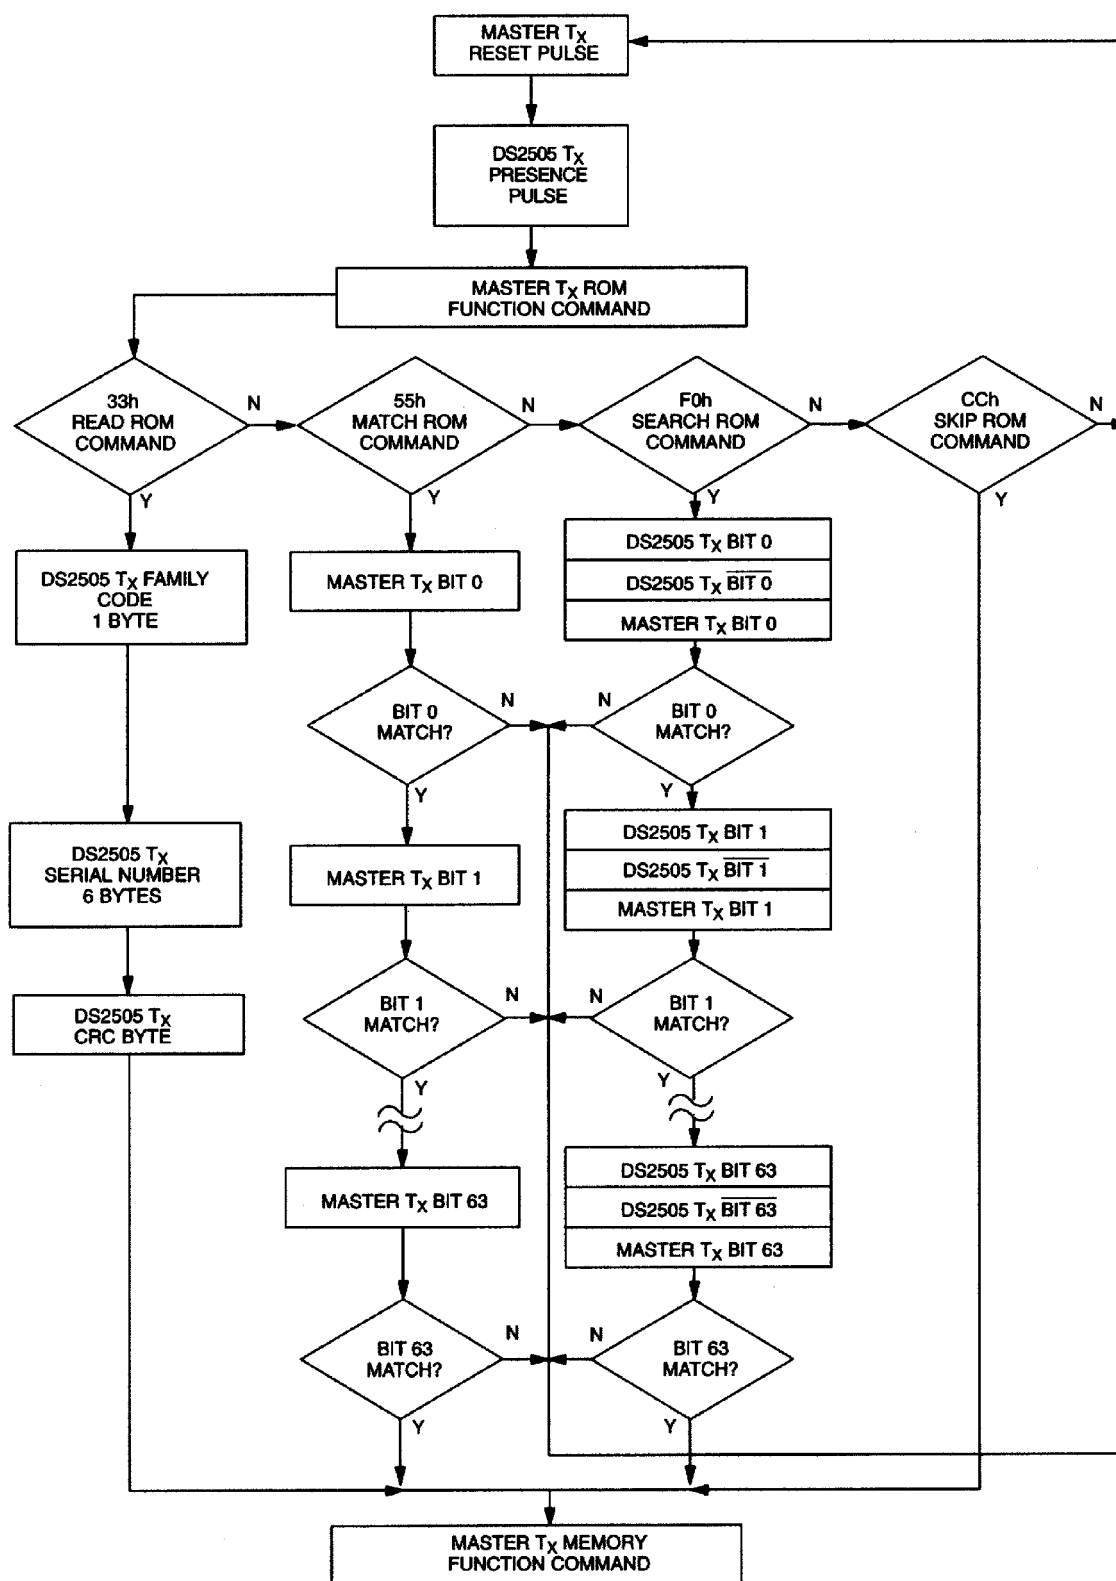 MASTER TX
RESET PULSE
DS2505 TX
PRESENCE
PULSE
MASTER TX ROM
FUNCTION COMMAND
33h
READ ROM
COMMAND
N
Y
55h
MATCH ROM
COMMAND
N
Y
F0h
SEARCH ROM
COMMAND
N
Y
CCh
SKIP ROM
COMMAND
N
Y
DS2505 TX FAMILY
CODE
1 BYTE
DS2505 TX
SERIAL NUMBER
6 BYTES
DS2505 TX
CRC BYTE
MASTER TX BIT 0
BIT 0
MATCH?
N
Y
MASTER TX BIT 1
BIT 1
MATCH?
N
Y
MASTER TX BIT 63
BIT 63
MATCH?
N
Y
DS2505 TX BIT 0
DS2505 TX BIT 0
MASTER TX BIT 0
N
BIT 0
MATCH?
Y
DS2505 TX BIT 1
DS2505 TX BIT 1
MASTER TX BIT 1
N
BIT 1
MATCH?
Y
DS2505 TX BIT 63
DS2505 TX BIT 63
MASTER TX BIT 63
N
BIT 63
MATCH?
Y
MASTER TX MEMORY
FUNCTION COMMAND